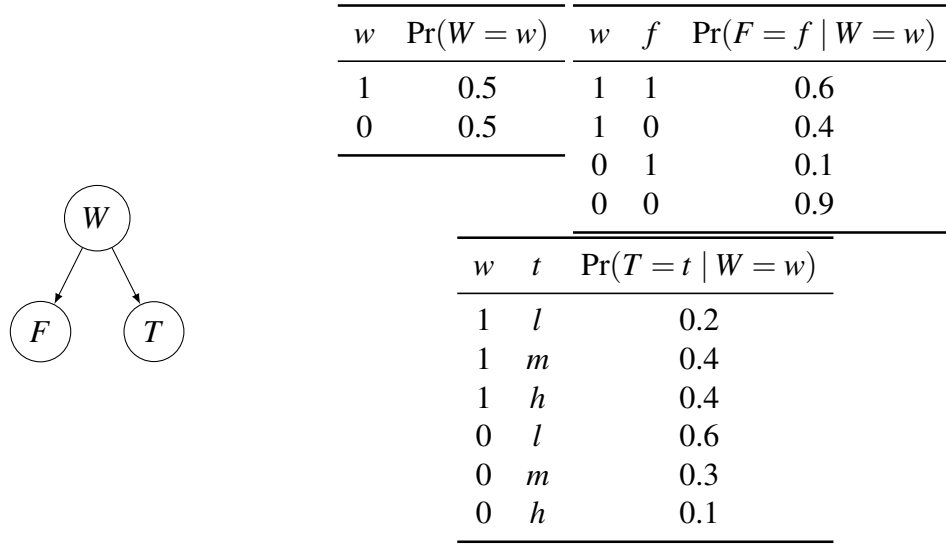 w Pr(W = w)
1 0.5
0 0.5
w f Pr(F = f | W = w)
1 1 0.6
1 0 0.4
0 1 0.1
0 0 0.9
W
F T
w t Pr(T = t | W = w)
1 l 0.2
1 m 0.4
1 h 0.4
0 l 0.6
0 m 0.3
0 h 0.1